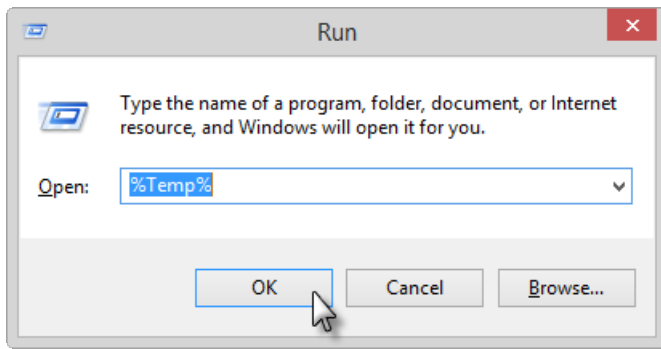 Run
Type the name of a program, folder, document, or Internet
resource, and Windows will open it for you.
Open: %Temp%
OK Cancel Browse...